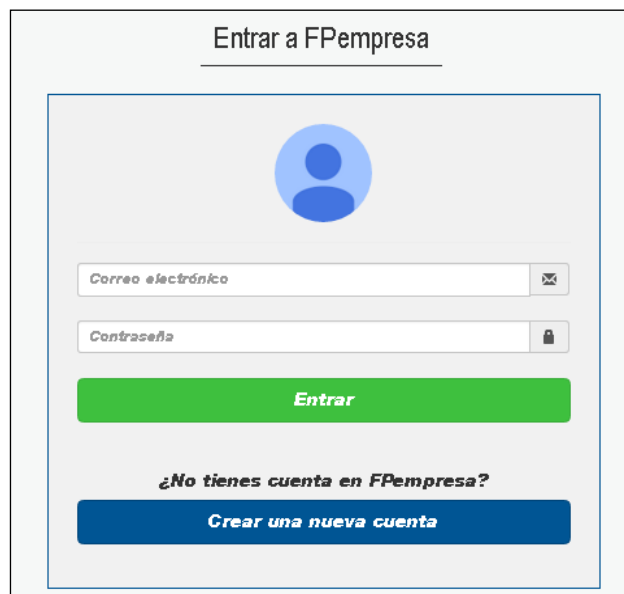 Entrar a FPempresa
Correo electrónico
Contraseña
Entrar
¿No tienes cuenta en FPempresa?
Crear una nueva cuenta